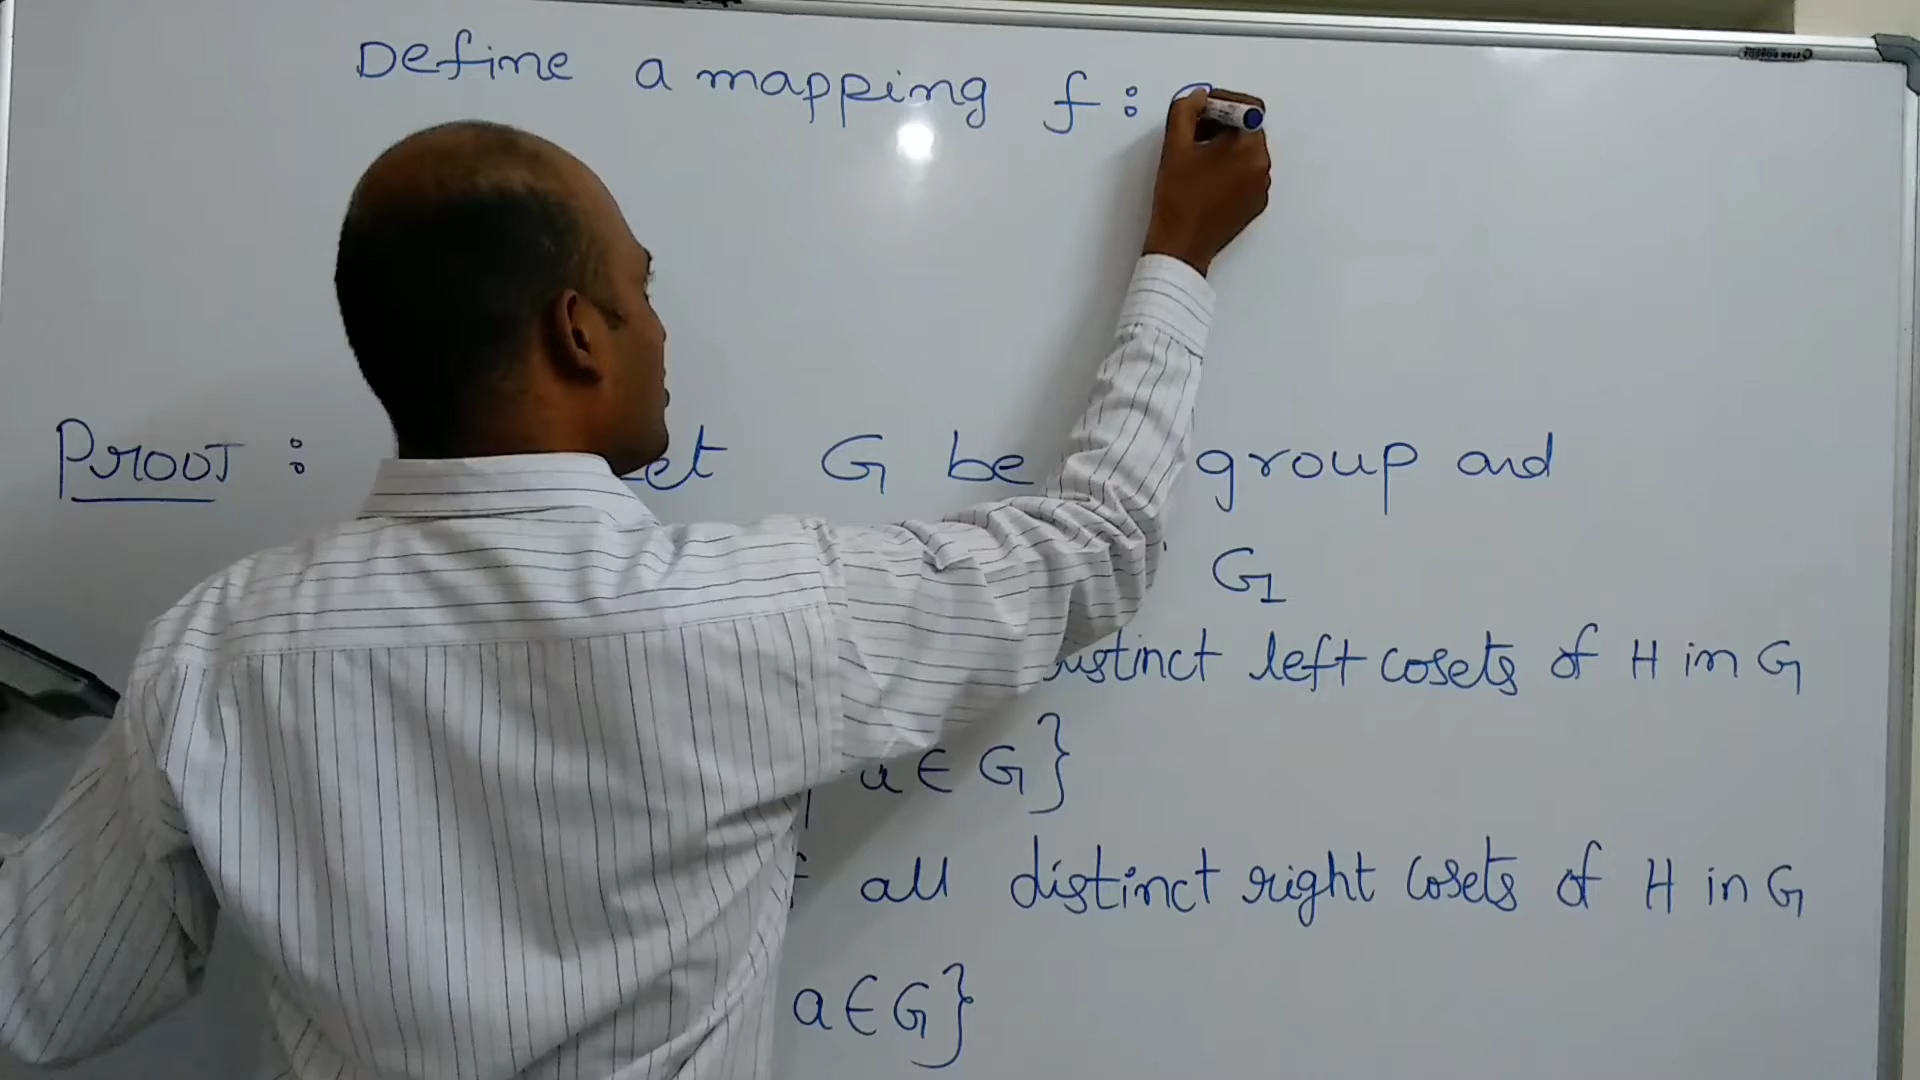 Define a mapping f :
Proof : Let G be group and
G
distinct left cosets of H in G
a ∈ G}
all distinct right cosets of H in G
a ∈ G}